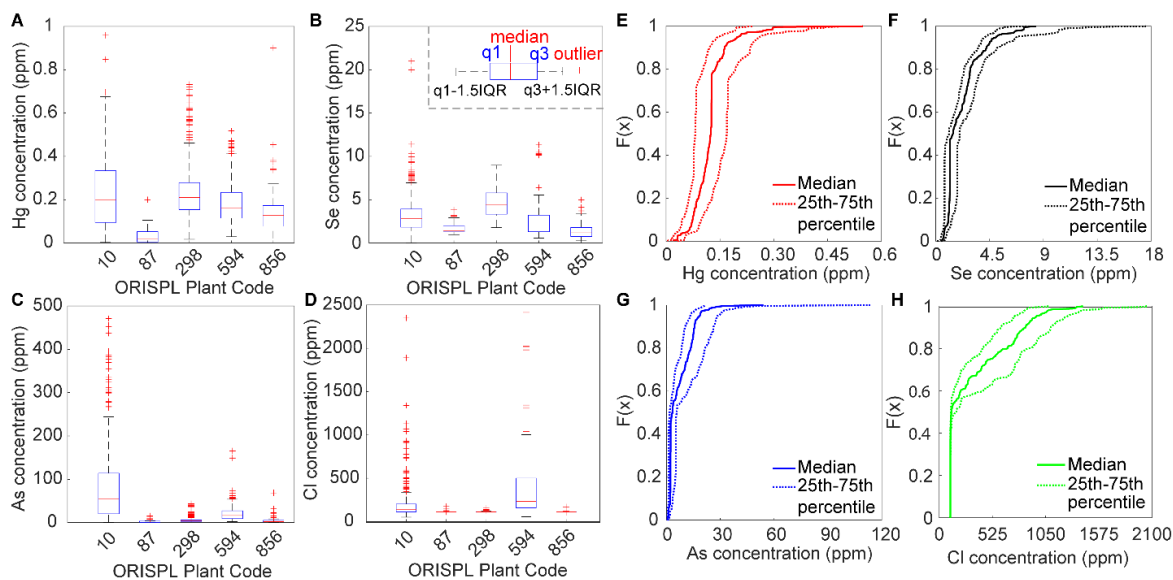 A
Hg concentration (ppm)
1
0.8
0.6
0.4
0.2
0
10
87
298
594
856
ORISPL Plant Code
B
Se concentration (ppm)
25
20
15
10
5
0
median
q1
q3 outlier
q1-1.5IQR
q3+1.5IQR
10
87
298
594
856
ORISPL Plant Code
E
F(x)
1
0.8
0.6
0.4
0.2
0
Median
25th-75th
percentile
0
0.15
0.3
0.45
0.6
Hg concentration (ppm)
F
F(x)
1
0.8
0.6
0.4
0.2
0
Median
25th-75th
percentile
0
4.5
9
13.5
18
Se concentration (ppm)
C
As concentration (ppm)
500
400
300
200
100
0
10
87
298
594
856
ORISPL Plant Code
D
Cl concentration (ppm)
2500
2000
1500
1000
500
0
10
87
298
594
856
ORISPL Plant Code
G
F(x)
1
0.8
0.6
0.4
0.2
0
Median
25th-75th
percentile
0
30
60
90
120
As concentration (ppm)
H
F(x)
1
0.8
0.6
0.4
0.2
0
Median
25th-75th
percentile
0
525
1050
1575
2100
Cl concentration (ppm)